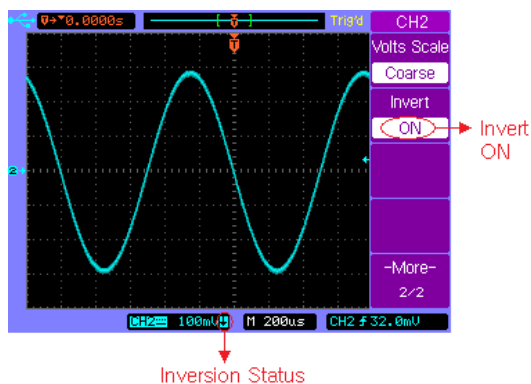 T→▼0.0000s
T
Trig'd
CH2
T
Volts Scale
Coarse
Invert
ON
Invert
ON
2
-More-
2/2
CH2 100mV
M 200us
CH2 32.0mV
Inversion Status